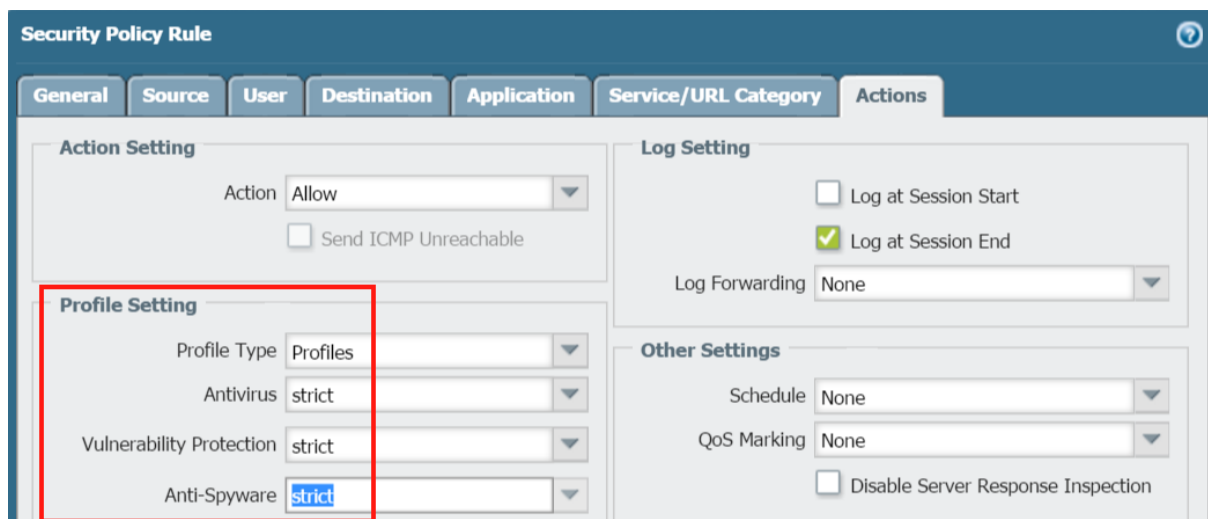 Security Policy Rule
General Source User Destination Application Service/URL Category Actions
Action Setting
Action Allow
Send ICMP Unreachable
Profile Setting
Profile Type Profiles
Antivirus strict
Vulnerability Protection strict
Anti-Spyware strict
Log Setting
Log at Session Start
Log at Session End
Log Forwarding None
Other Settings
Schedule None
QoS Marking None
Disable Server Response Inspection